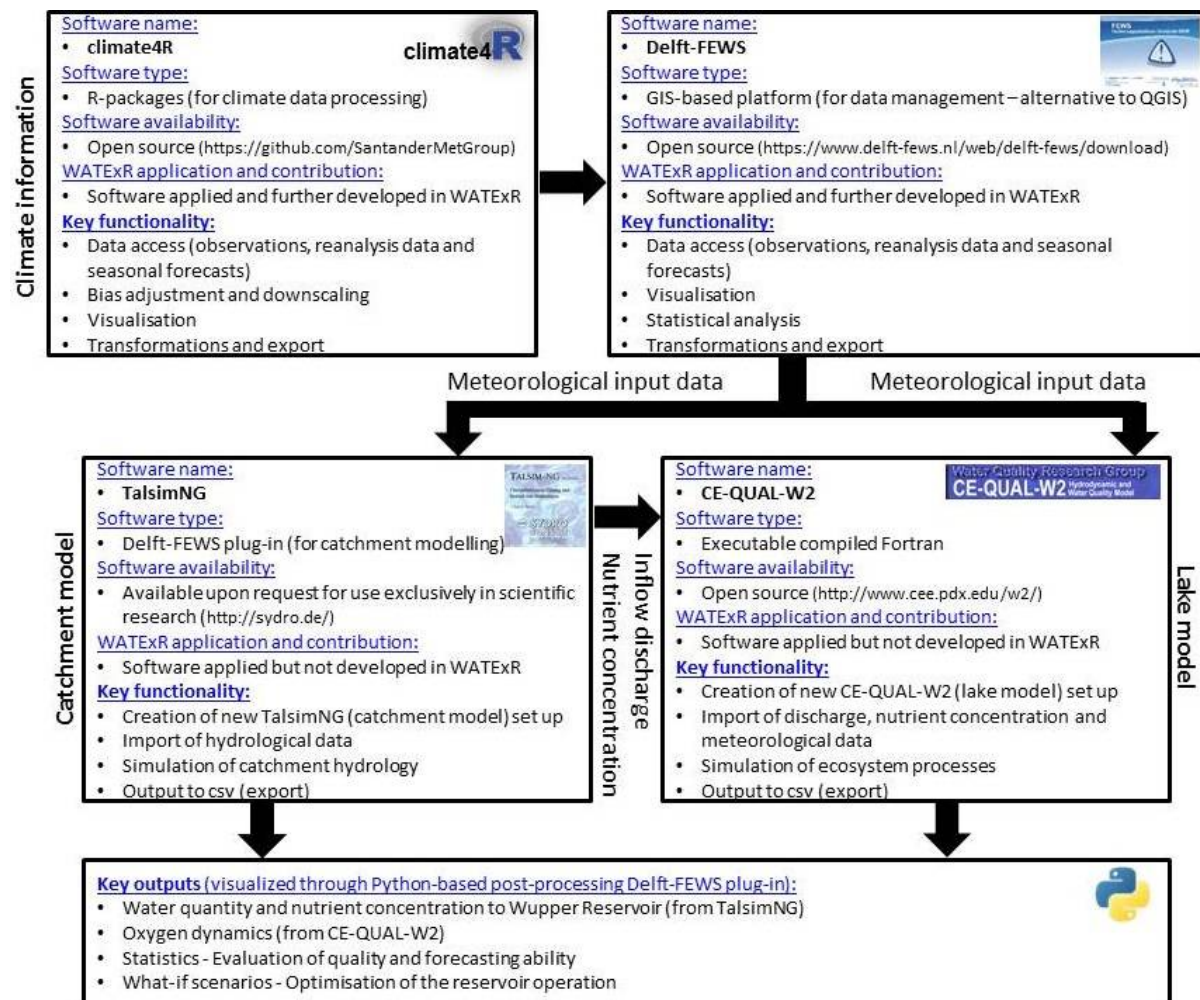 Climate information
Software name:
• climate4R
climate4R
Software type:
• R-packages (for climate data processing)
Software availability:
• Open source (https://github.com/SantanderMetGroup)
WATExR application and contribution:
• Software applied and further developed in WATExR
Key functionality:
• Data access (observations, reanalysis data and
seasonal forecasts)
• Bias adjustment and downscaling
• Visualisation
• Transformations and export
Software name:
• Delft-FEWS
FEWS
Software type:
• GIS-based platform (for data management – alternative to QGIS)
Software availability:
• Open source (https://www.delft-fews.nl/web/delft-fews/download)
WATExR application and contribution:
• Software applied and further developed in WATExR
Key functionality:
• Data access (observations, reanalysis data and seasonal
forecasts)
• Visualisation
• Statistical analysis
• Transformations and export
Meteorological input data
Meteorological input data
Catchment model
Software name:
• TalsimNG
TALSIM-NG
SYDRO
Software type:
• Delft-FEWS plug-in (for catchment modelling)
Software availability:
• Available upon request for use exclusively in scientific
research (http://sydro.de/)
WATExR application and contribution:
• Software applied but not developed in WATExR
Key functionality:
• Creation of new TalsimNG (catchment model) set up
• Import of hydrological data
• Simulation of catchment hydrology
• Output to csv (export)
Inflow discharge
Nutrient concentration
Software name:
• CE-QUAL-W2
Water Quality Research Group
CE-QUAL-W2 Hydrodynamic and
Water Quality Model
Software type:
• Executable compiled Fortran
Software availability:
• Open source (http://www.cee.pdx.edu/w2/)
WATExR application and contribution:
• Software applied but not developed in WATExR
Key functionality:
• Creation of new CE-QUAL-W2 (lake model) set up
• Import of discharge, nutrient concentration and
meteorological data
• Simulation of ecosystem processes
• Output to csv (export)
Lake model
Key outputs (visualized through Python-based post-processing Delft-FEWS plug-in):
• Water quantity and nutrient concentration to Wupper Reservoir (from TalsimNG)
• Oxygen dynamics (from CE-QUAL-W2)
• Statistics - Evaluation of quality and forecasting ability
• What-if scenarios - Optimisation of the reservoir operation